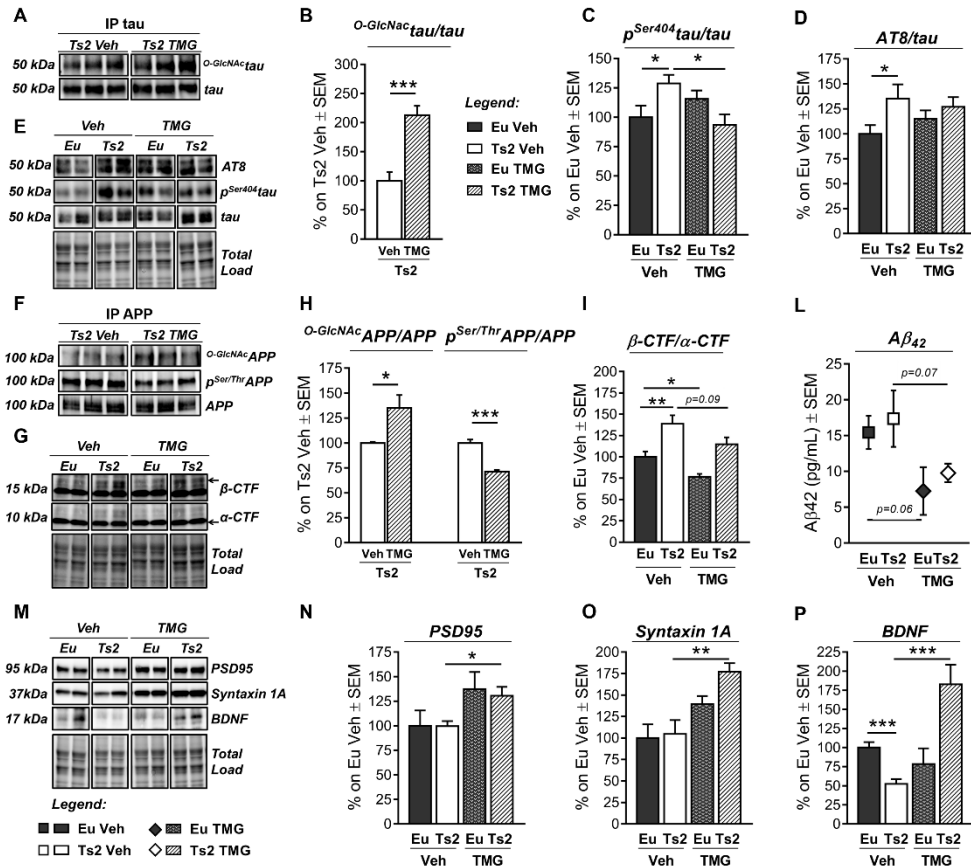 A
IP tau
Ts2 Veh Ts2 TMG
50 kDa O-GlcNAc tau
50 kDa tau
B
O-GlcNac tau/tau
% on Ts2 Veh ± SEM
300
250
200
150
100
50
0
***
Veh TMG
Ts2
Legend:
Eu Veh
Ts2 Veh
Eu TMG
Ts2 TMG
C
pSer404 tau/tau
% on Eu Veh ± SEM
150
125
100
75
50
25
0
* *
Eu Ts2 Eu Ts2
Veh TMG
D
AT8/tau
% on Eu Veh ± SEM
200
175
150
125
100
75
50
25
0
*
Eu Ts2 Eu Ts2
Veh TMG
E
Veh TMG
Eu Ts2 Eu Ts2
50 kDa AT8
50 kDa pSer404tau
50 kDa tau
Total
Load
F
IP APP
Ts2 Veh Ts2 TMG
100 kDa O-GlcNAc APP
100 kDa pSer/Thr APP
100 kDa APP
G
Veh TMG
Eu Ts2 Eu Ts2
15 kDa β-CTF
10 kDa α-CTF
Total
Load
H
O-GlcNAc APP/APP pSer/Thr APP/APP
% on Ts2 Veh ± SEM
175
150
125
100
75
50
25
0
* ***
Veh TMG Veh TMG
Ts2 Ts2
I
β-CTF/α-CTF
% on Eu Veh ± SEM
200
175
150
125
100
75
50
25
0
*
** p=0.09
Eu Ts2 Eu Ts2
Veh TMG
L
Aβ42
Aβ42 (pg/mL) ± SEM
25
20
15
10
5
0
p=0.07
p=0.06
Eu Ts2 Eu Ts2
Veh TMG
M
Veh TMG
Eu Ts2 Eu Ts2
95 kDa PSD95
37kDa Syntaxin 1A
17 kDa BDNF
Total
Load
Legend:
Eu Veh Eu TMG
Ts2 Veh Ts2 TMG
N
PSD95
% on Eu Veh ± SEM
200
175
150
125
100
75
50
25
0
*
Eu Ts2 Eu Ts2
Veh TMG
O
Syntaxin 1A
% on Eu Veh ± SEM
200
150
100
50
0
**
Eu Ts2 Eu Ts2
Veh TMG
P
BDNF
% on Eu Veh ± SEM
225
200
175
150
125
100
75
50
25
0
***
***
Eu Ts2 Eu Ts2
Veh TMG